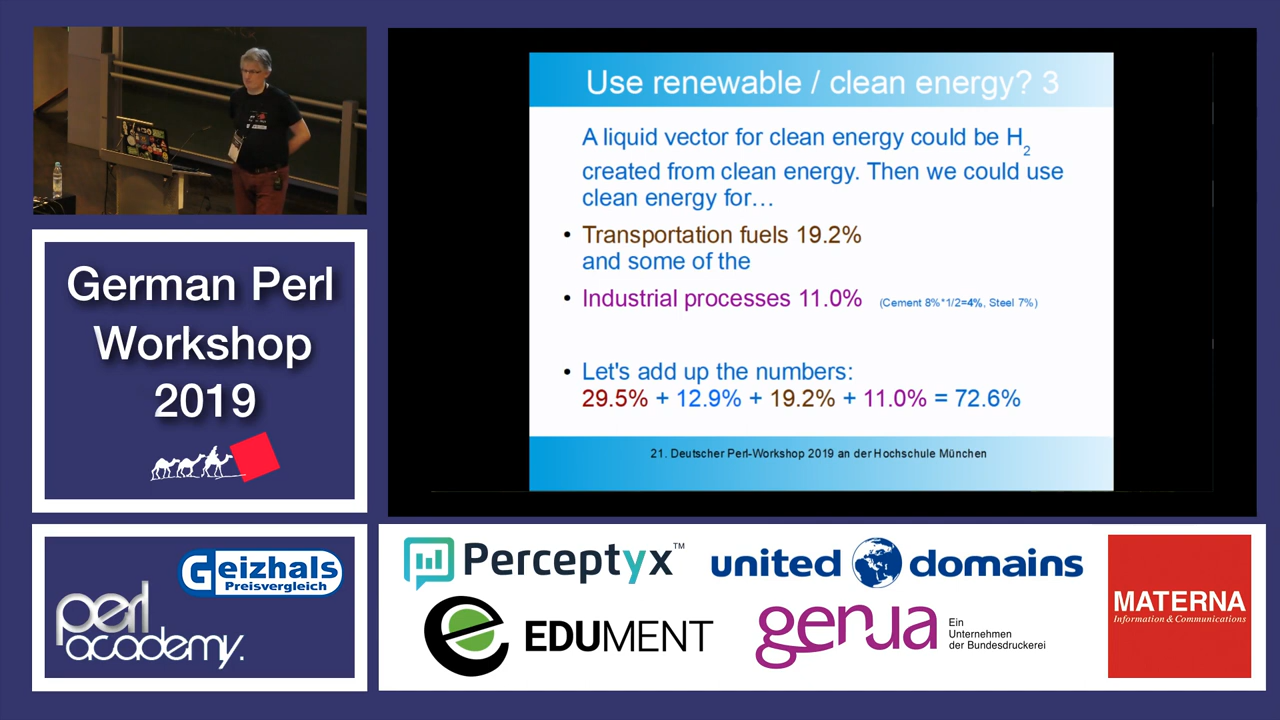 Use renewable / clean energy? 3
A liquid vector for clean energy could be H2
created from clean energy. Then we could use
clean energy for…
• Transportation fuels 19.2%
and some of the
• Industrial processes 11.0% (Cement 8%*1/2=4%, Steel 7%)
• Let's add up the numbers:
29.5% + 12.9% + 19.2% + 11.0% = 72.6%
21. Deutscher Perl-Workshop 2019 an der Hochschule München
German Perl
Workshop
2019
Geizhals
Preisvergleich
perl
academy.
Perceptyx™
united domains
EDUMENT
genua
Ein
Unternehmen
der Bundesdruckerei
MATERNA
Information & Communications